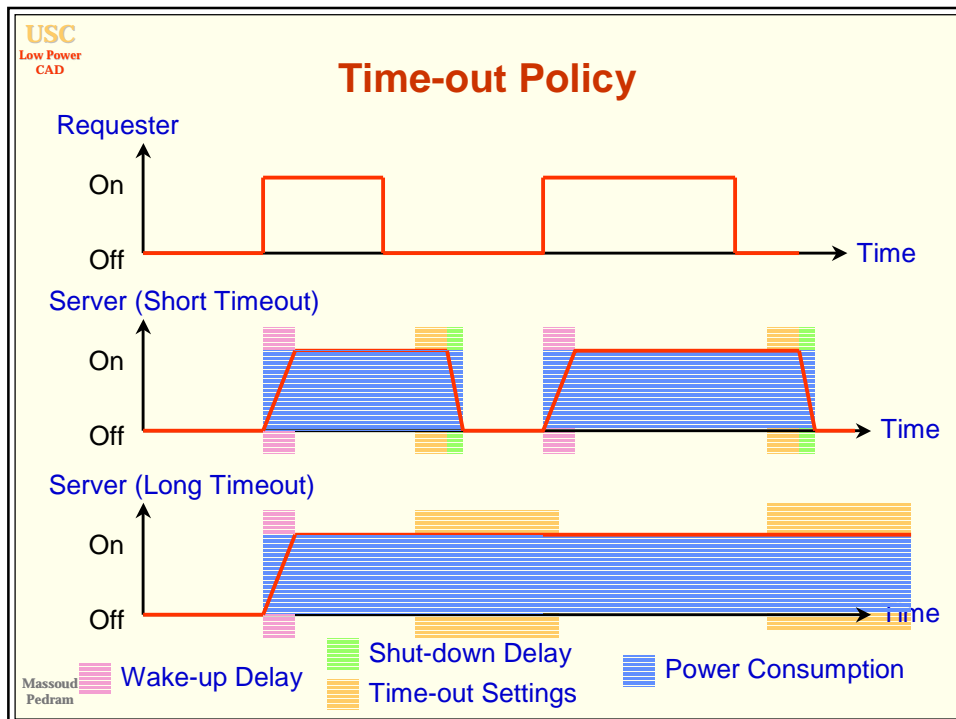 USC
Low Power
CAD
Time-out Policy
Requester
On
Off
Time
Server (Short Timeout)
On
Off
Time
Server (Long Timeout)
On
Off
Time
Wake-up Delay
Shut-down Delay
Time-out Settings
Power Consumption
Massoud
Pedram